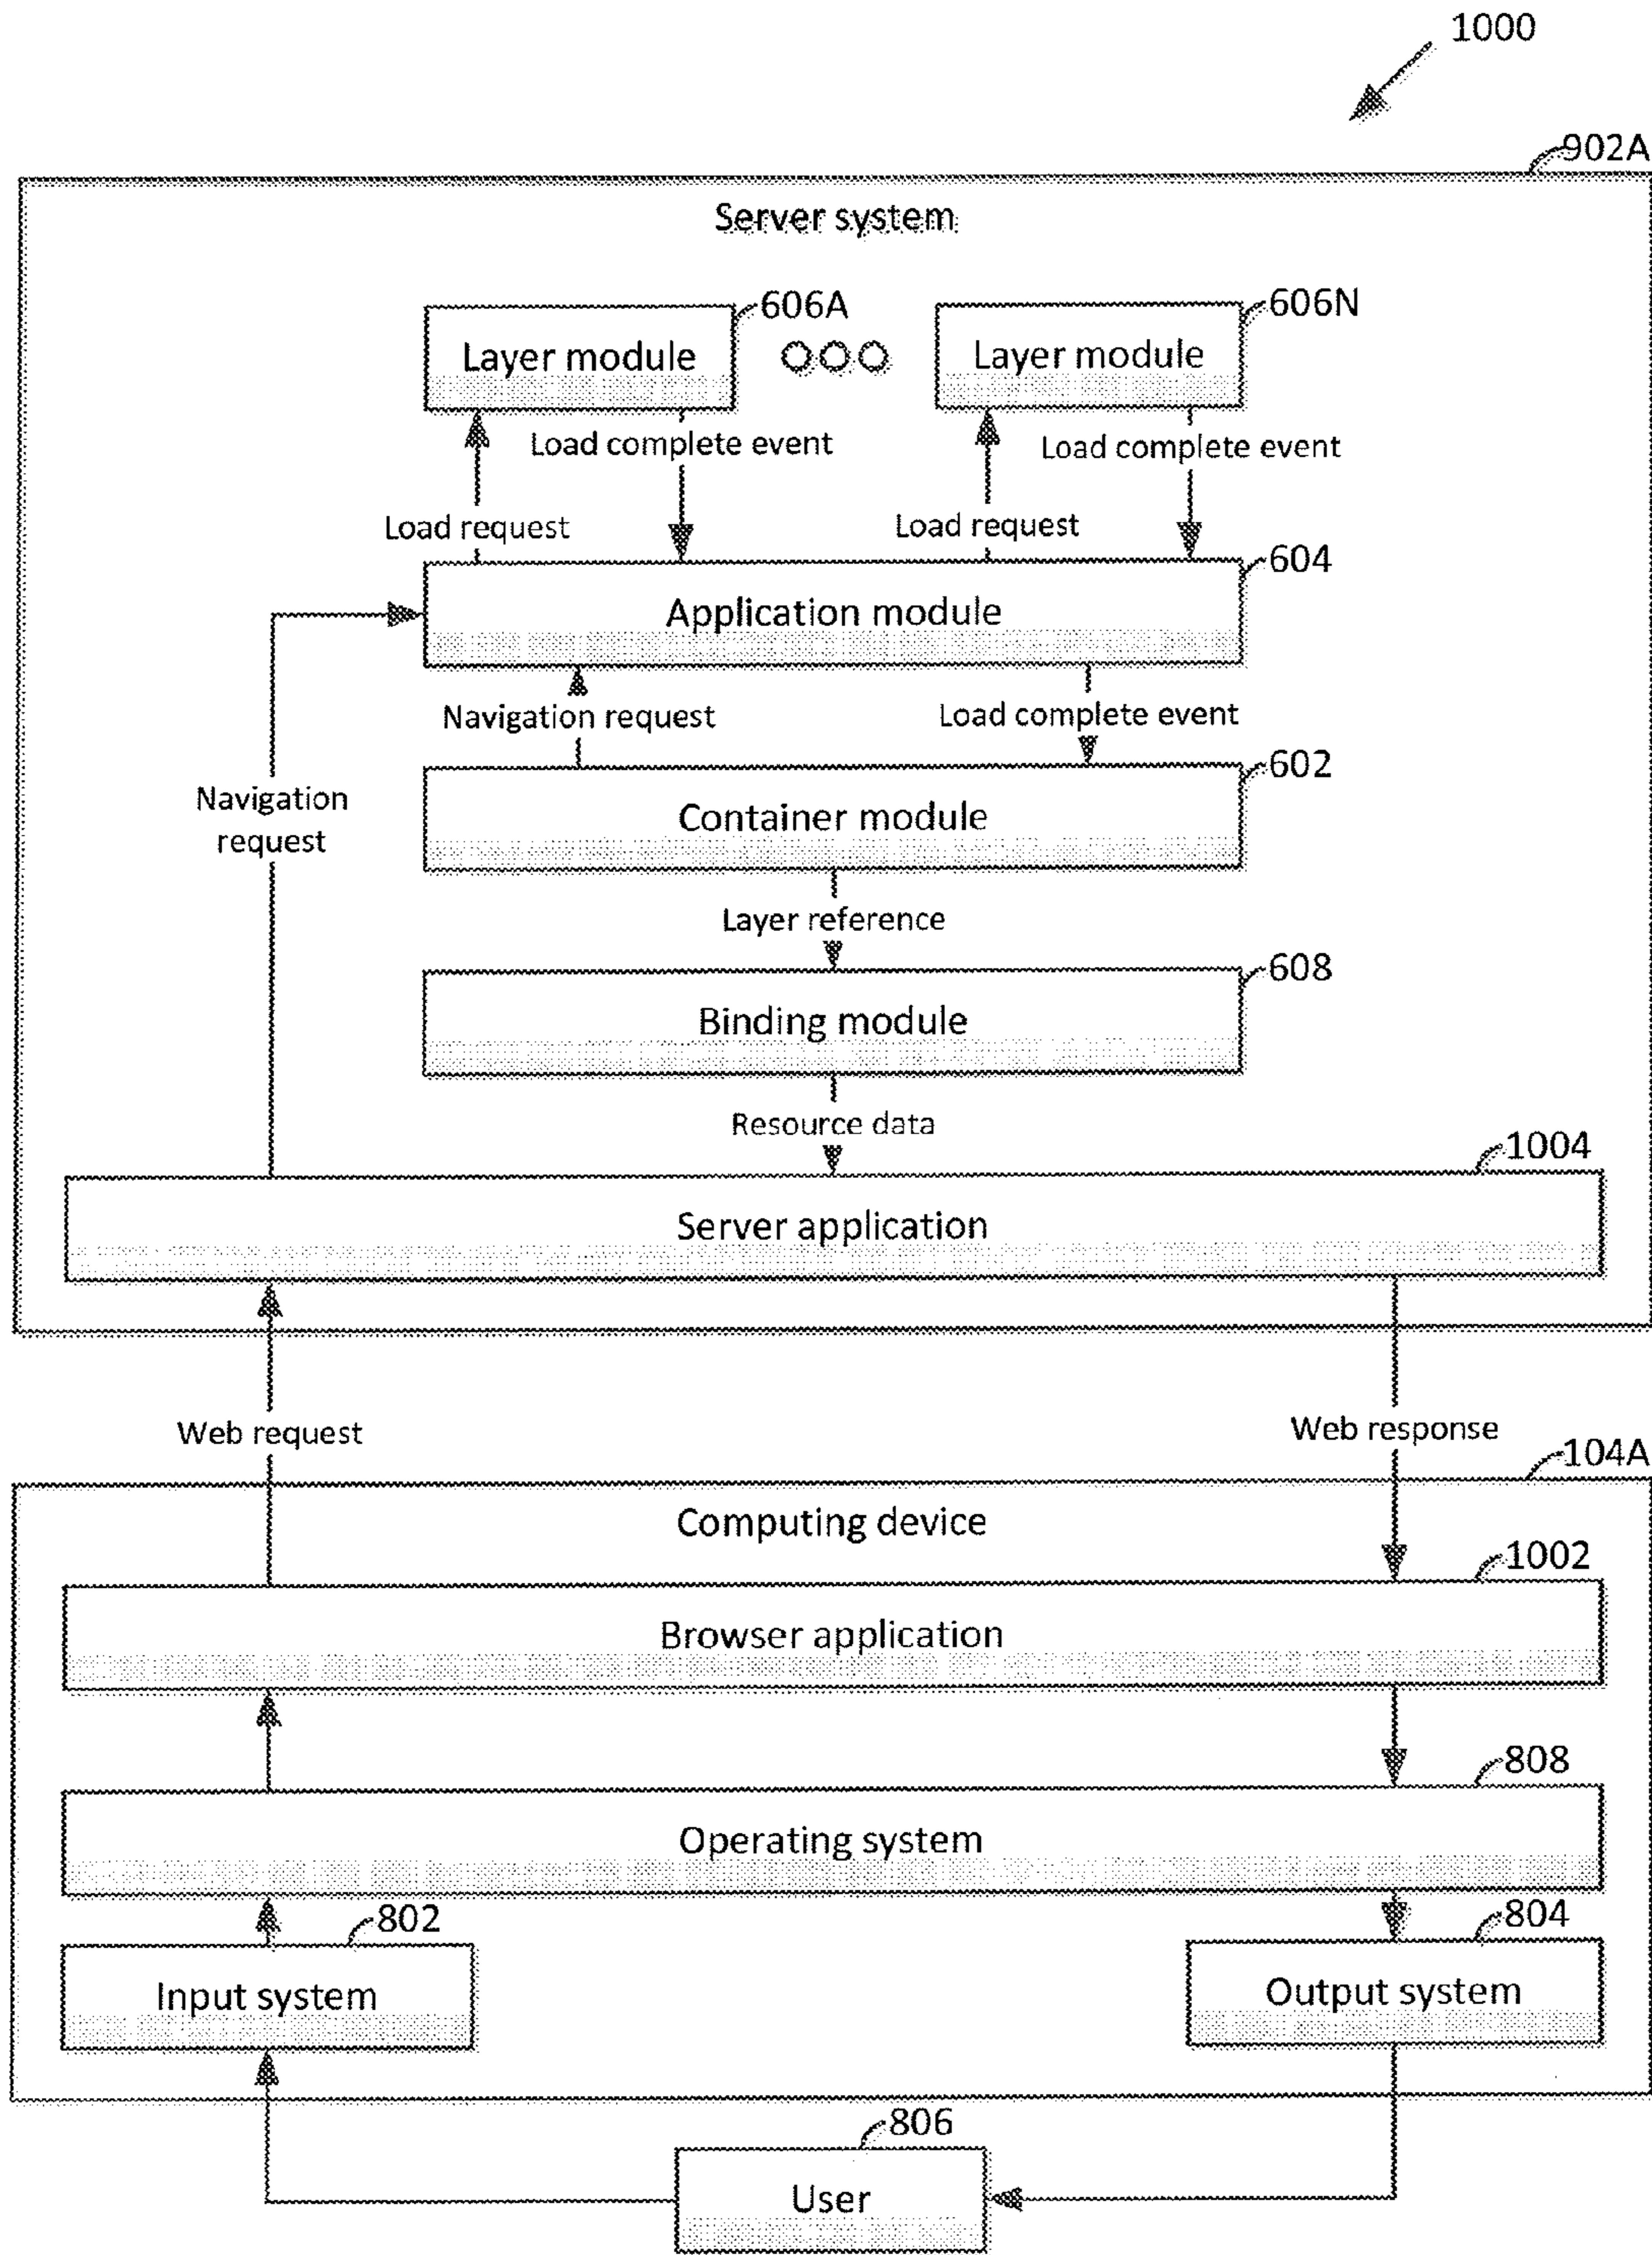 1000
902A
Server system
606A
606N
Layer module
Layer module
Load complete event
Load complete event
Load request
Load request
604
Application module
Navigation request
Load complete event
602
Navigation
request
Container module
Layer reference
608
Binding module
Resource data
1004
Server application
Web request
Web response
104A
Computing device
1002
Browser application
808
Operating system
802
804
Input system
Output system
806
User